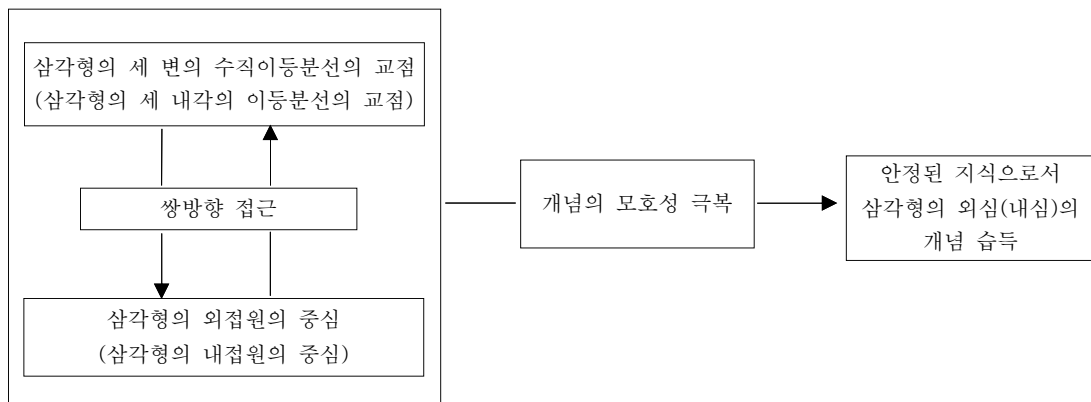 삼각형의 세 변의 수직이등분선의 교점
(삼각형의 세 내각의 이등분선의 교점)
쌍방향 접근
삼각형의 외접원의 중심
(삼각형의 내접원의 중심)
개념의 모호성 극복
안정된 지식으로서
삼각형의 외심(내심)의
개념 습득